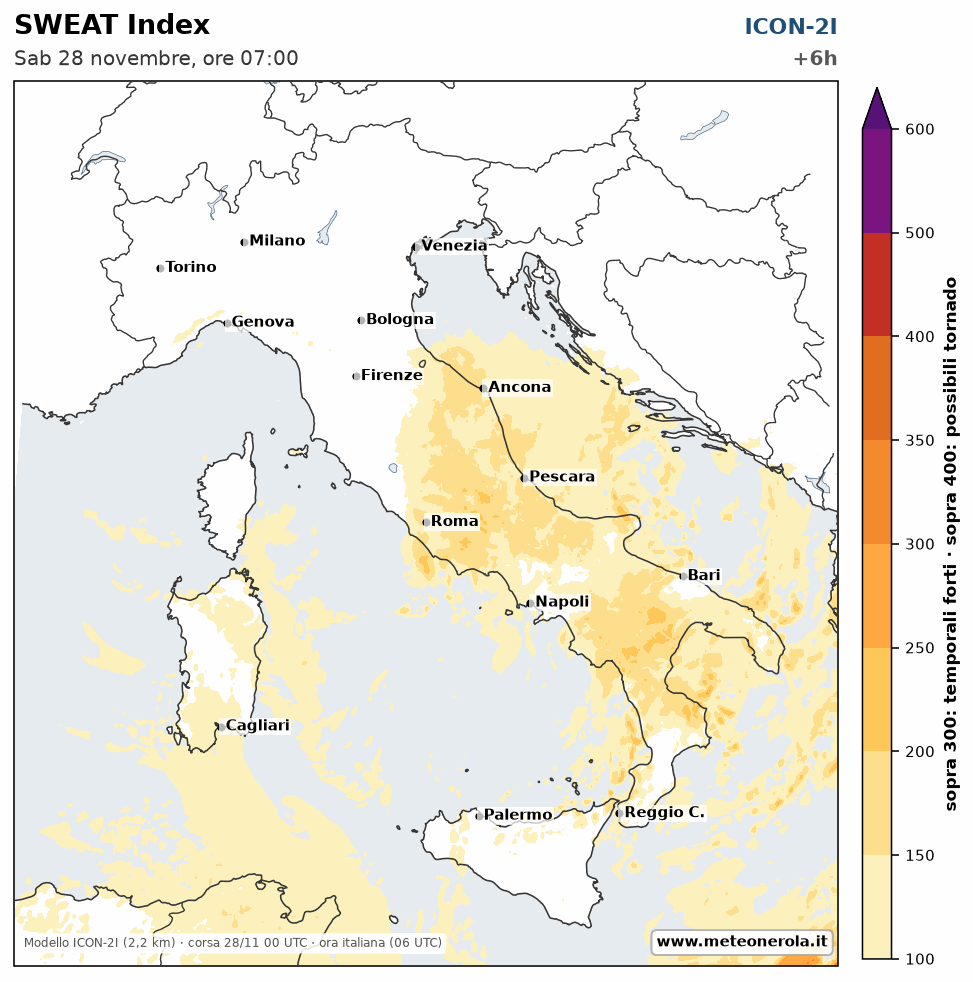 SWEAT Index
ICON-2I
Sab 28 novembre, ore 07:00
+6h
600
Milano
Venezia
500
Torino
Genova
Bologna
400
Firenze
Ancona
350
Pescara
Roma
300
Bari
Napoli
250
Cagliari
200
Palermo
Reggio C.
150
Modello ICON-2I (2,2 km) · corsa 28/11 00 UTC · ora italiana (06 UTC)
www.meteonerola.it
100
sopra 300: temporali forti · sopra 400: possibili tornado